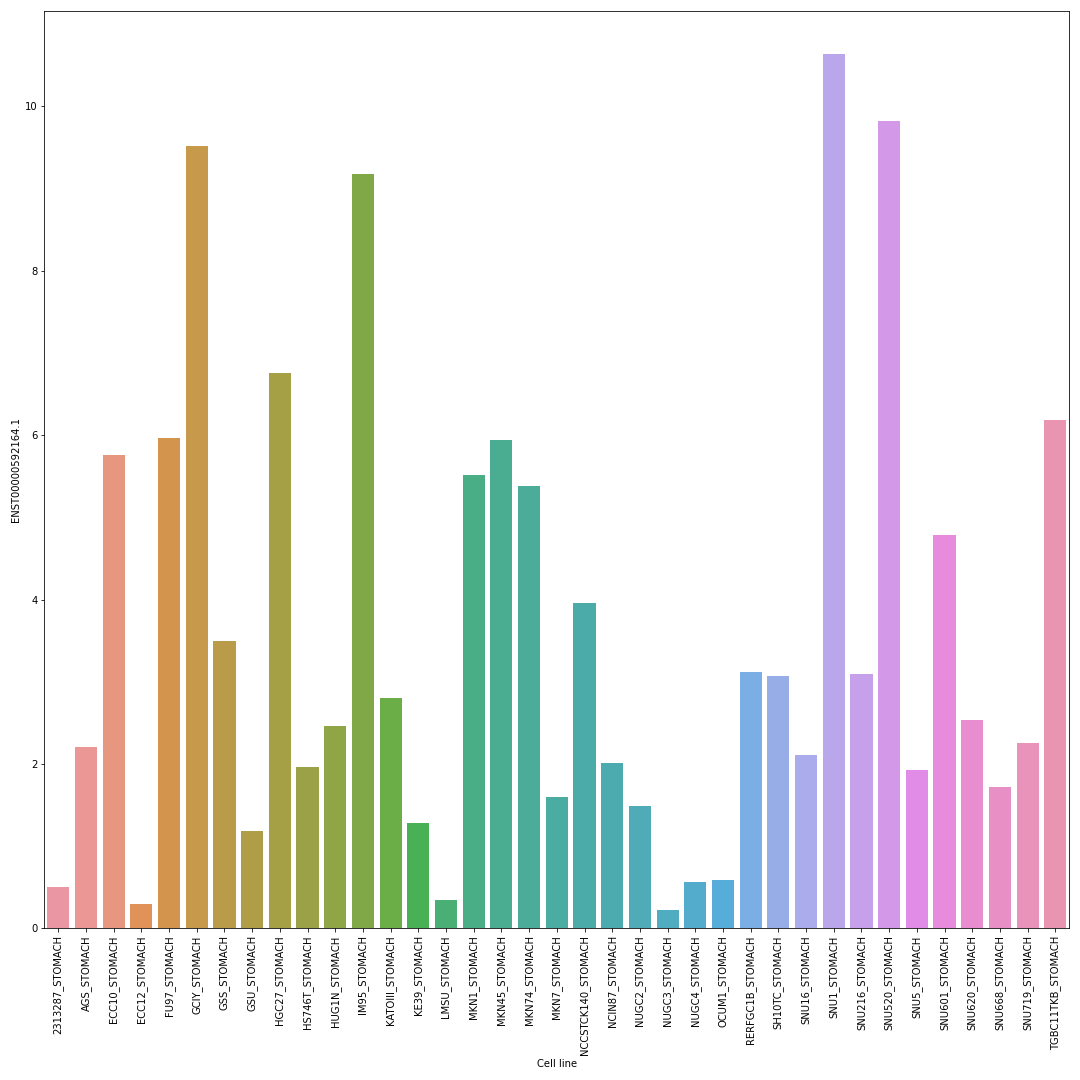 ENST00000592164.1
10
8
6
4
2
0
2313287_STOMACH
AGS_STOMACH
ECC10_STOMACH
ECC12_STOMACH
FU97_STOMACH
GCIY_STOMACH
GSS_STOMACH
GSU_STOMACH
HGC27_STOMACH
HS746T_STOMACH
HUG1N_STOMACH
IM95_STOMACH
KATOIII_STOMACH
KE39_STOMACH
LMSU_STOMACH
MKN1_STOMACH
MKN45_STOMACH
MKN74_STOMACH
MKN7_STOMACH
NCCSTCK140_STOMACH
NCIN87_STOMACH
NUGC2_STOMACH
NUGC3_STOMACH
NUGC4_STOMACH
OCUM1_STOMACH
RERFGC1B_STOMACH
SH10TC_STOMACH
SNU16_STOMACH
SNU1_STOMACH
SNU216_STOMACH
SNU520_STOMACH
SNU5_STOMACH
SNU601_STOMACH
SNU620_STOMACH
SNU668_STOMACH
SNU719_STOMACH
TGBC11TKB_STOMACH
Cell line